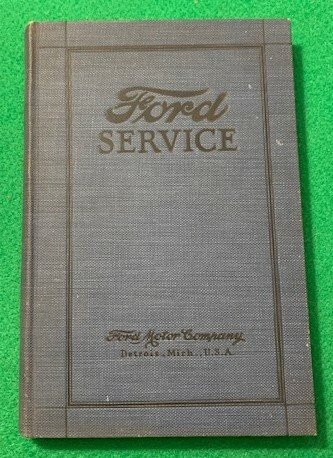 Ford
SERVICE
Ford Motor Company
Detroit, Mich., U.S.A.